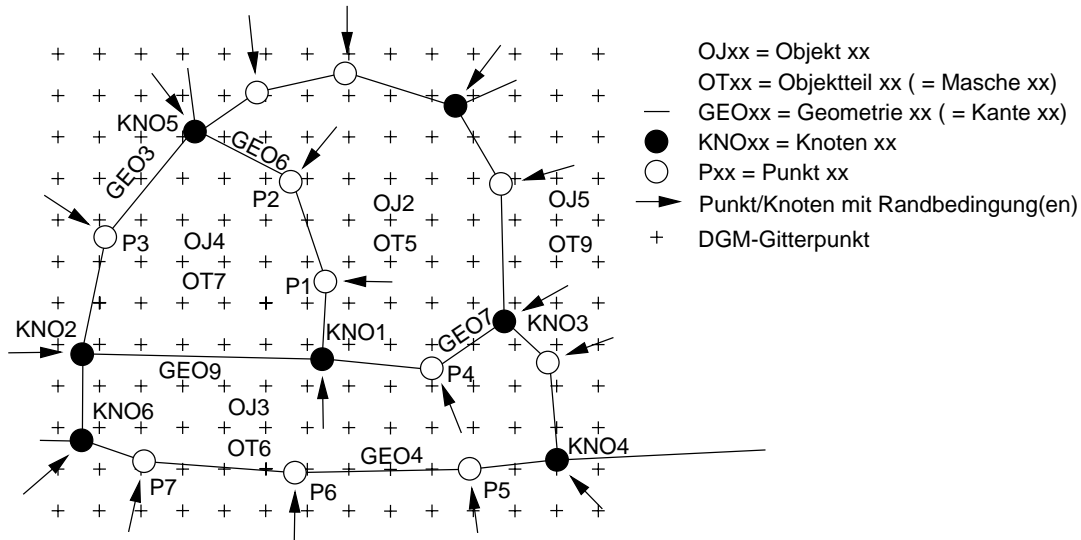 OJxx = Objekt xx
OTxx = Objektteil xx ( = Masche xx)
GEOxx = Geometrie xx ( = Kante xx)
KNOxx = Knoten xx
Pxx = Punkt xx
Punkt/Knoten mit Randbedingung(en)
DGM-Gitterpunkt
KNO5
GEO6
GEO3
P2
OJ2
OJ5
P3
OJ4
OT5
OT9
OT7
P1
KNO2
KNO1
GEO7
KNO3
GEO9
P4
KNO6
OJ3
OT6
GEO4
KNO4
P7
P6
P5